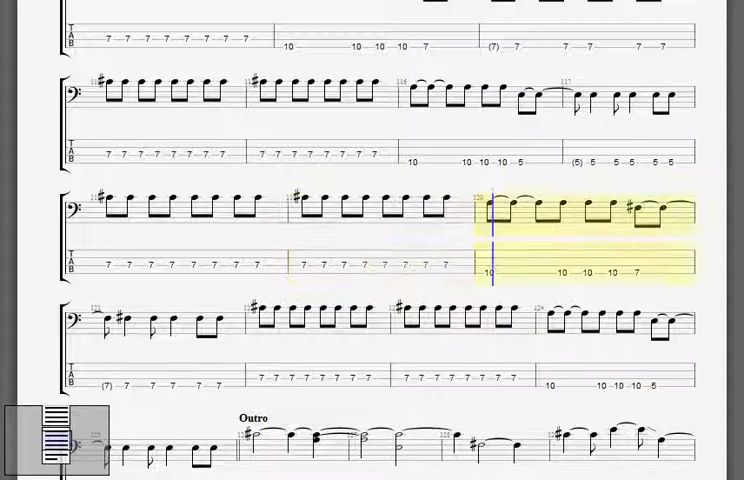 T A B 7 7 7 7 7 7 7 7 10 10 10 10 7 (7) 7 7 7 7 7
116 317
T A B 7 7 7 7 7 7 7 7 7 7 7 7 7 7 7 7 10 10 10 10 5 (5) 5 5 5 5 5
120
T A B 7 7 7 7 7 7 7 7 7 7 7 7 7 7 7 7 10 10 10 10 7
T A B (7) 7 7 7 7 7 7 7 7 7 7 7 7 7 7 7 7 7 7 7 7 7 10 10 10 10 5
Outro